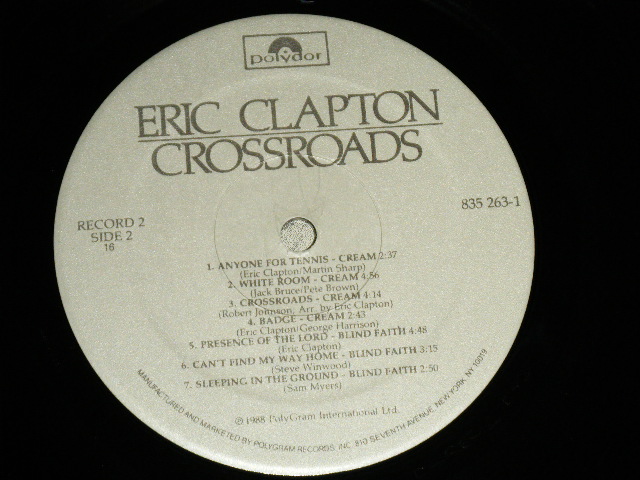 polydor
ERIC CLAPTON
CROSSROADS
RECORD 2
SIDE 2
16
835 263-1
1. ANYONE FOR TENNIS - CREAM 2:37
(Eric Clapton/Martin Sharp)
2. WHITE ROOM - CREAM 4:56
(Jack Bruce/Pete Brown)
3. CROSSROADS - CREAM 4:14
(Robert Johnson, Arr. by Eric Clapton)
4. BADGE - CREAM 2:43
(Eric Clapton/George Harrison)
5. PRESENCE OF THE LORD - BLIND FAITH 4:48
(Eric Clapton)
6. CAN'T FIND MY WAY HOME - BLIND FAITH 3:15
(Steve Winwood)
7. SLEEPING IN THE GROUND - BLIND FAITH 2:50
(Sam Myers)
℗ 1988 PolyGram International Ltd.
MANUFACTURED AND MARKETED BY POLYGRAM RECORDS, INC. 810 SEVENTH AVENUE, NEW YORK, NY 10019